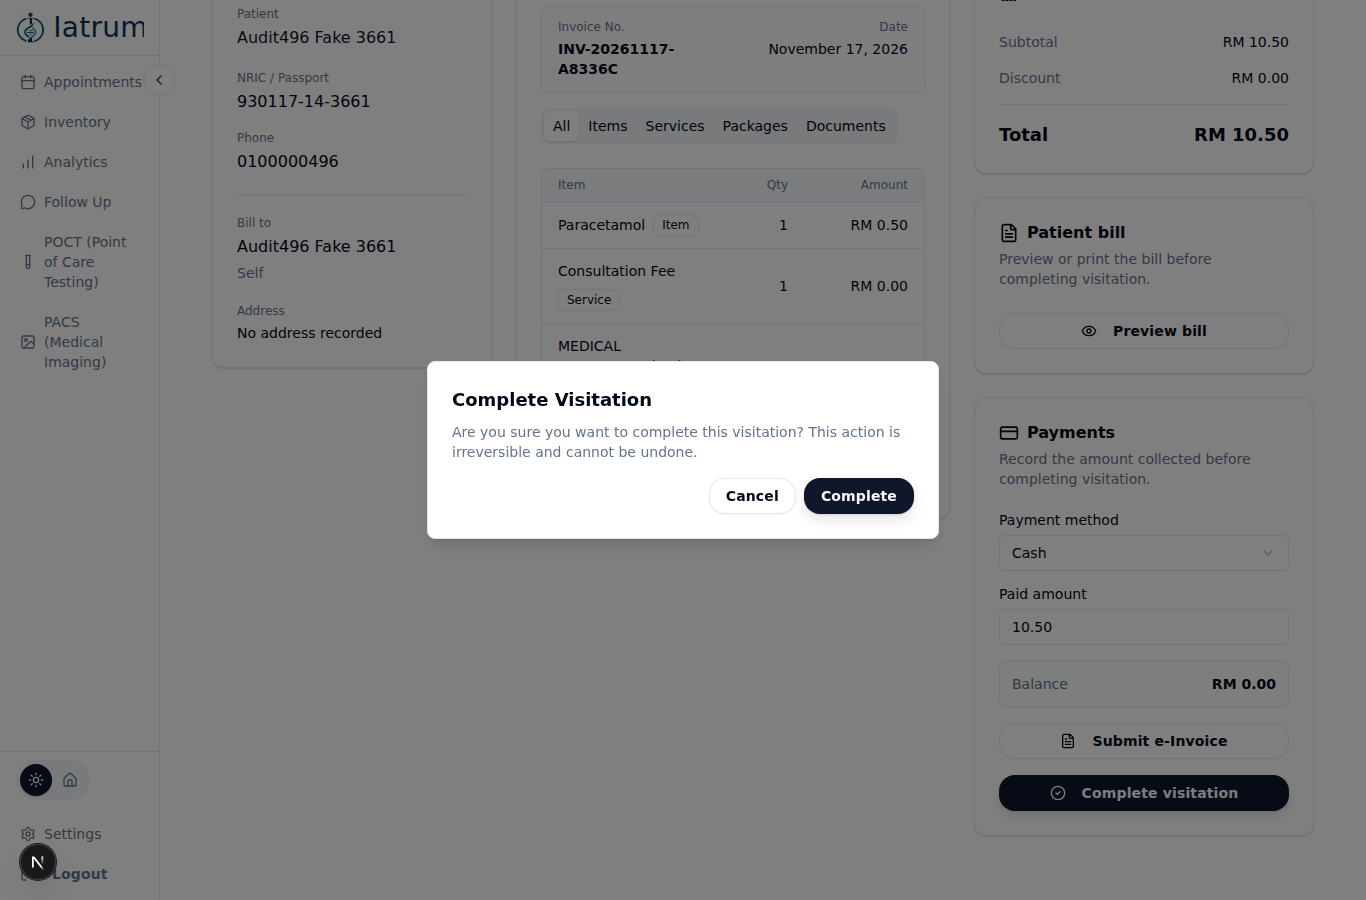 Iatrum
Appointments
Inventory
Analytics
Follow Up
POCT (Point
of Care
Testing)
PACS
(Medical
Imaging)
Settings
N
Logout
Patient
Audit496 Fake 3661
NRIC / Passport
930117-14-3661
Phone
0100000496
Bill to
Audit496 Fake 3661
Self
Address
No address recorded
Invoice No.
Date
INV-20261117-
A8336C
November 17, 2026
All Items Services Packages Documents
Item Qty Amount
Paracetamol Item 1 RM 0.50
Consultation Fee
Service
1 RM 0.00
MEDICAL
Complete Visitation
Are you sure you want to complete this visitation? This action is
irreversible and cannot be undone.
Cancel Complete
Subtotal RM 10.50
Discount RM 0.00
Total RM 10.50
Patient bill
Preview or print the bill before
completing visitation.
Preview bill
Payments
Record the amount collected before
completing visitation.
Payment method
Cash
Paid amount
10.50
Balance RM 0.00
Submit e-Invoice
Complete visitation